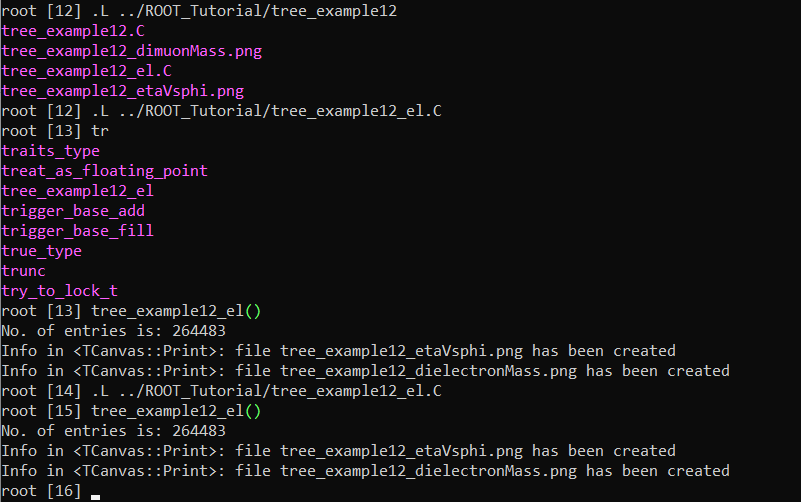 root [12] .L ../ROOT_Tutorial/tree_example12
tree_example12.C
tree_example12_dimuonMass.png
tree_example12_el.C
tree_example12_etaVsphi.png
root [12] .L ../ROOT_Tutorial/tree_example12_el.C
root [13] tr
traits_type
treat_as_floating_point
tree_example12_el
trigger_base_add
trigger_base_fill
true_type
trunc
try_to_lock_t
root [13] tree_example12_el()
No. of entries is: 264483
Info in <TCanvas::Print>: file tree_example12_etaVsphi.png has been created
Info in <TCanvas::Print>: file tree_example12_dielectronMass.png has been created
root [14] .L ../ROOT_Tutorial/tree_example12_el.C
root [15] tree_example12_el()
No. of entries is: 264483
Info in <TCanvas::Print>: file tree_example12_etaVsphi.png has been created
Info in <TCanvas::Print>: file tree_example12_dielectronMass.png has been created
root [16]